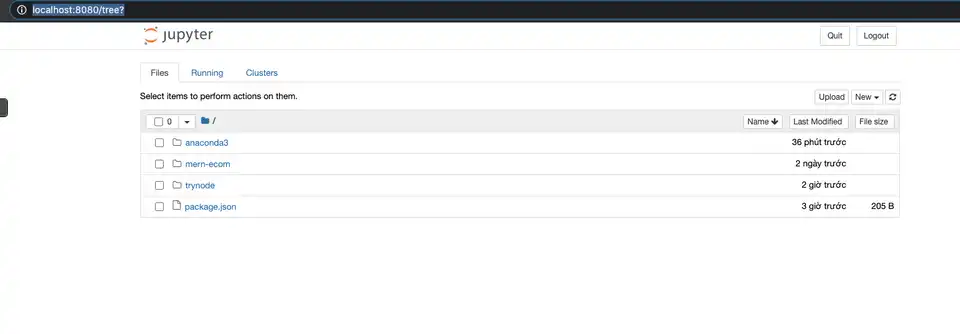 localhost:8080/tree?
jupyter Quit Logout
Files Running Clusters
Select items to perform actions on them. Upload New
0 / Name Last Modified File size
anaconda3 36 phút trước
mern-ecom 2 ngày trước
trynode 2 giờ trước
package.json 3 giờ trước 205 B